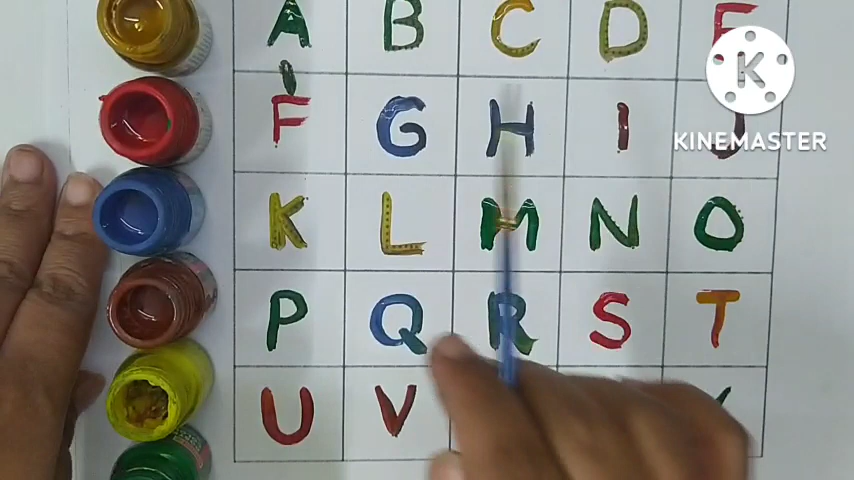 A B C D E
F G H I J
K L M N O
P Q R S T
U V
K
KINEMASTER